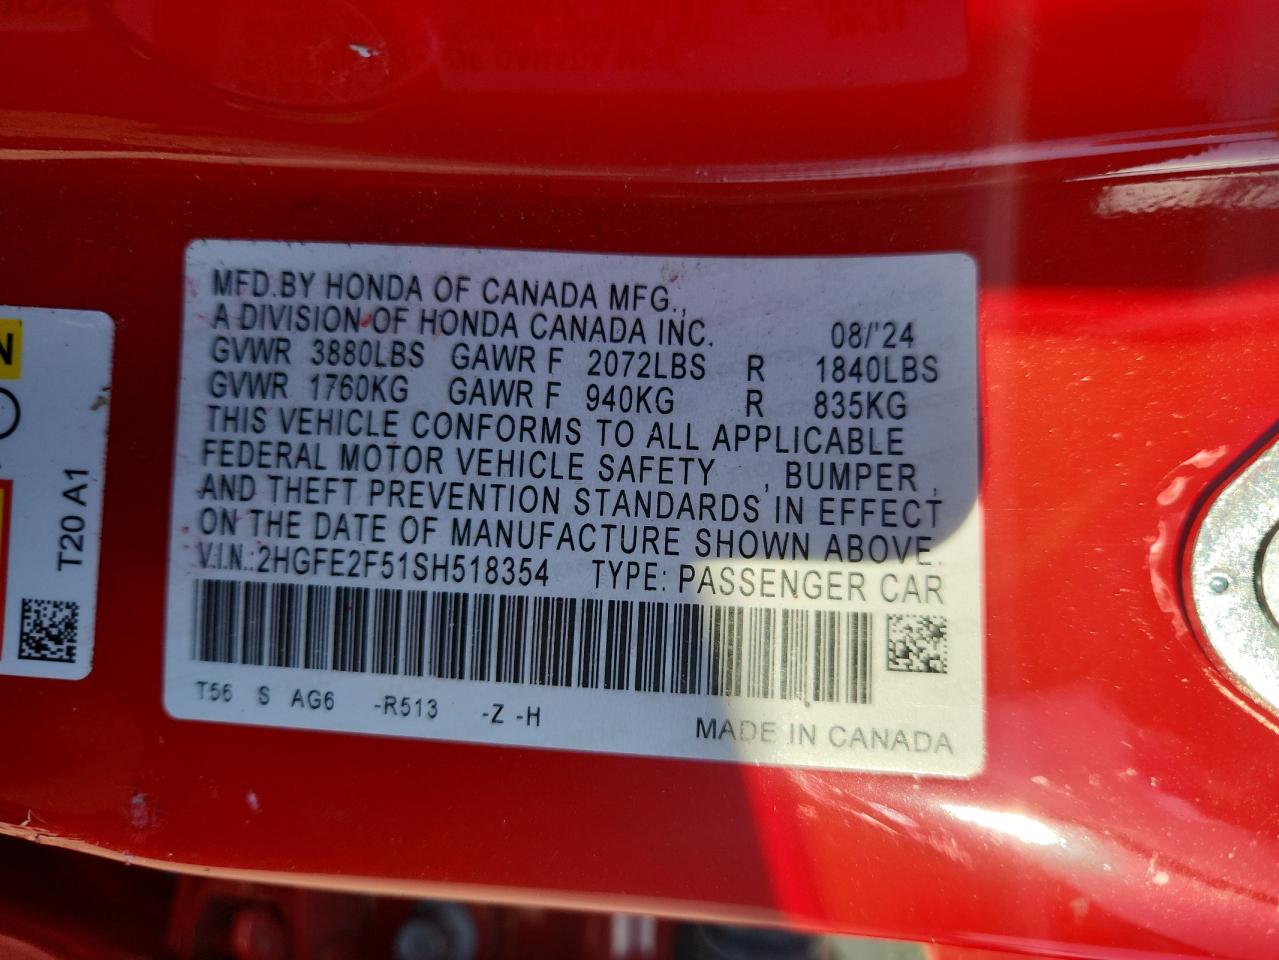 MFD.BY HONDA OF CANADA MFG.,
A DIVISION OF HONDA CANADA INC. 08/'24
GVWR 3880LBS GAWR F 2072LBS R 1840LBS
GVWR 1760KG GAWR F 940KG R 835KG
THIS VEHICLE CONFORMS TO ALL APPLICABLE
FEDERAL MOTOR VEHICLE SAFETY , BUMPER ,
AND THEFT PREVENTION STANDARDS IN EFFECT
ON THE DATE OF MANUFACTURE SHOWN ABOVE.
V.I.N.:2HGFE2F51SH518354 TYPE: PASSENGER CAR
T56 S AG6 -R513 -Z -H
MADE IN CANADA
N
T20 A1